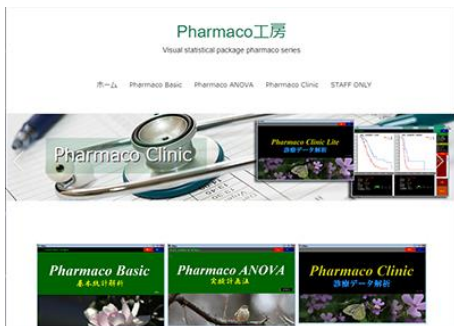 Pharmaco工房
Visual statistical package pharmaco series
ホーム Pharmaco Basic Pharmaco ANOVA Pharmaco Clinic STAFF ONLY
Pharmaco Clinic
Pharmaco Clinic Lite
診療データ解析
Pharmaco Basic
基本統計解析
Pharmaco ANOVA
実験計画法
Pharmaco Clinic
診療データ解析